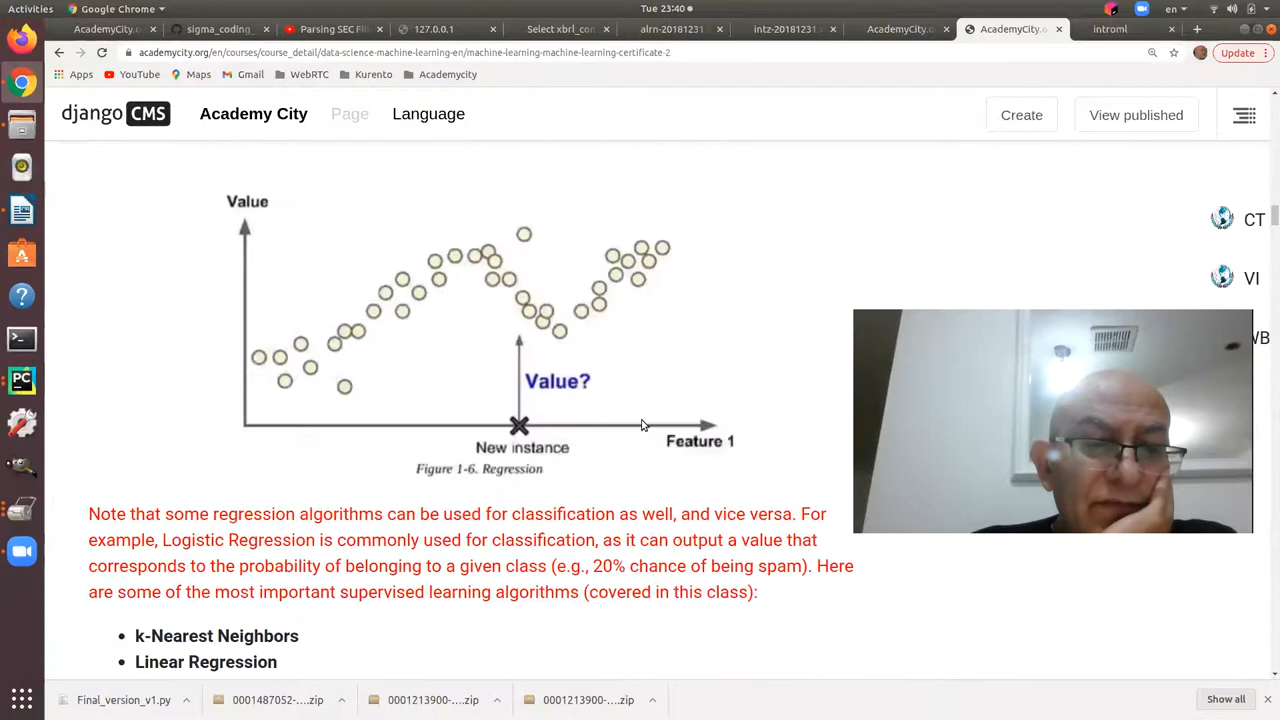 Activities
Google Chrome
Tue 23:40
en
AcademyCity.o
sigma_coding_
Parsing SEC Fil
127.0.0.1
Select xbrl_con
alrn-20181231.
intz-20181231.
AcademyCity.o
AcademyCity.o
introml
academycity.org/en/courses/course_detail/data-science-machine-learning-en/machine-learning-machine-learning-certificate-2
Update
Apps
YouTube
Maps
Gmail
WebRTC
Kurento
Academycity
django CMS
Academy City
Page
Language
Create
View published
Value
CT
VI
WB
Value?
New instance
Feature 1
Figure 1-6. Regression
Note that some regression algorithms can be used for classification as well, and vice versa. For
example, Logistic Regression is commonly used for classification, as it can output a value that
corresponds to the probability of belonging to a given class (e.g., 20% chance of being spam). Here
are some of the most important supervised learning algorithms (covered in this class):
• k-Nearest Neighbors
• Linear Regression
Final_version_v1.py
0001487052-....zip
0001213900-....zip
0001213900-....zip
Show all
PC